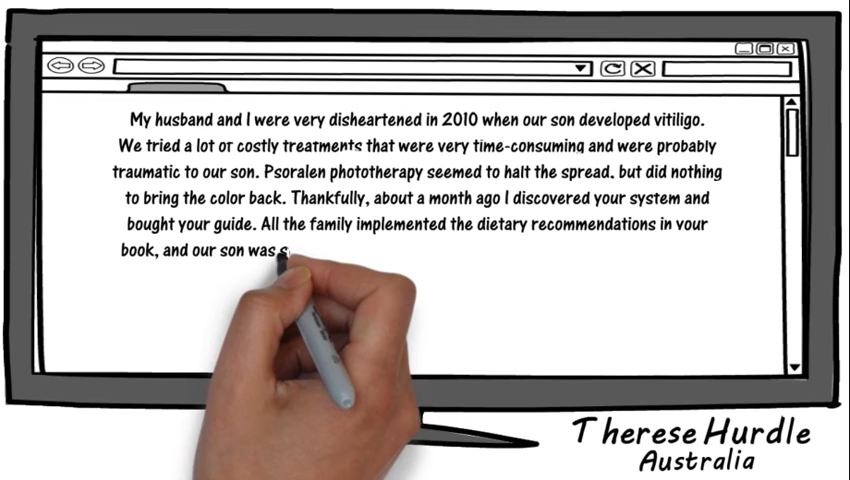 My husband and I were very disheartened in 2010 when our son developed vitiligo.
We tried a lot of costly treatments that were very time-consuming and were probably
traumatic to our son. Psoralen phototherapy seemed to halt the spread, but did nothing
to bring the color back. Thankfully, about a month ago I discovered your system and
bought your guide. All the family implemented the dietary recommendations in your
book, and our son was s
Therese Hurdle
Australia